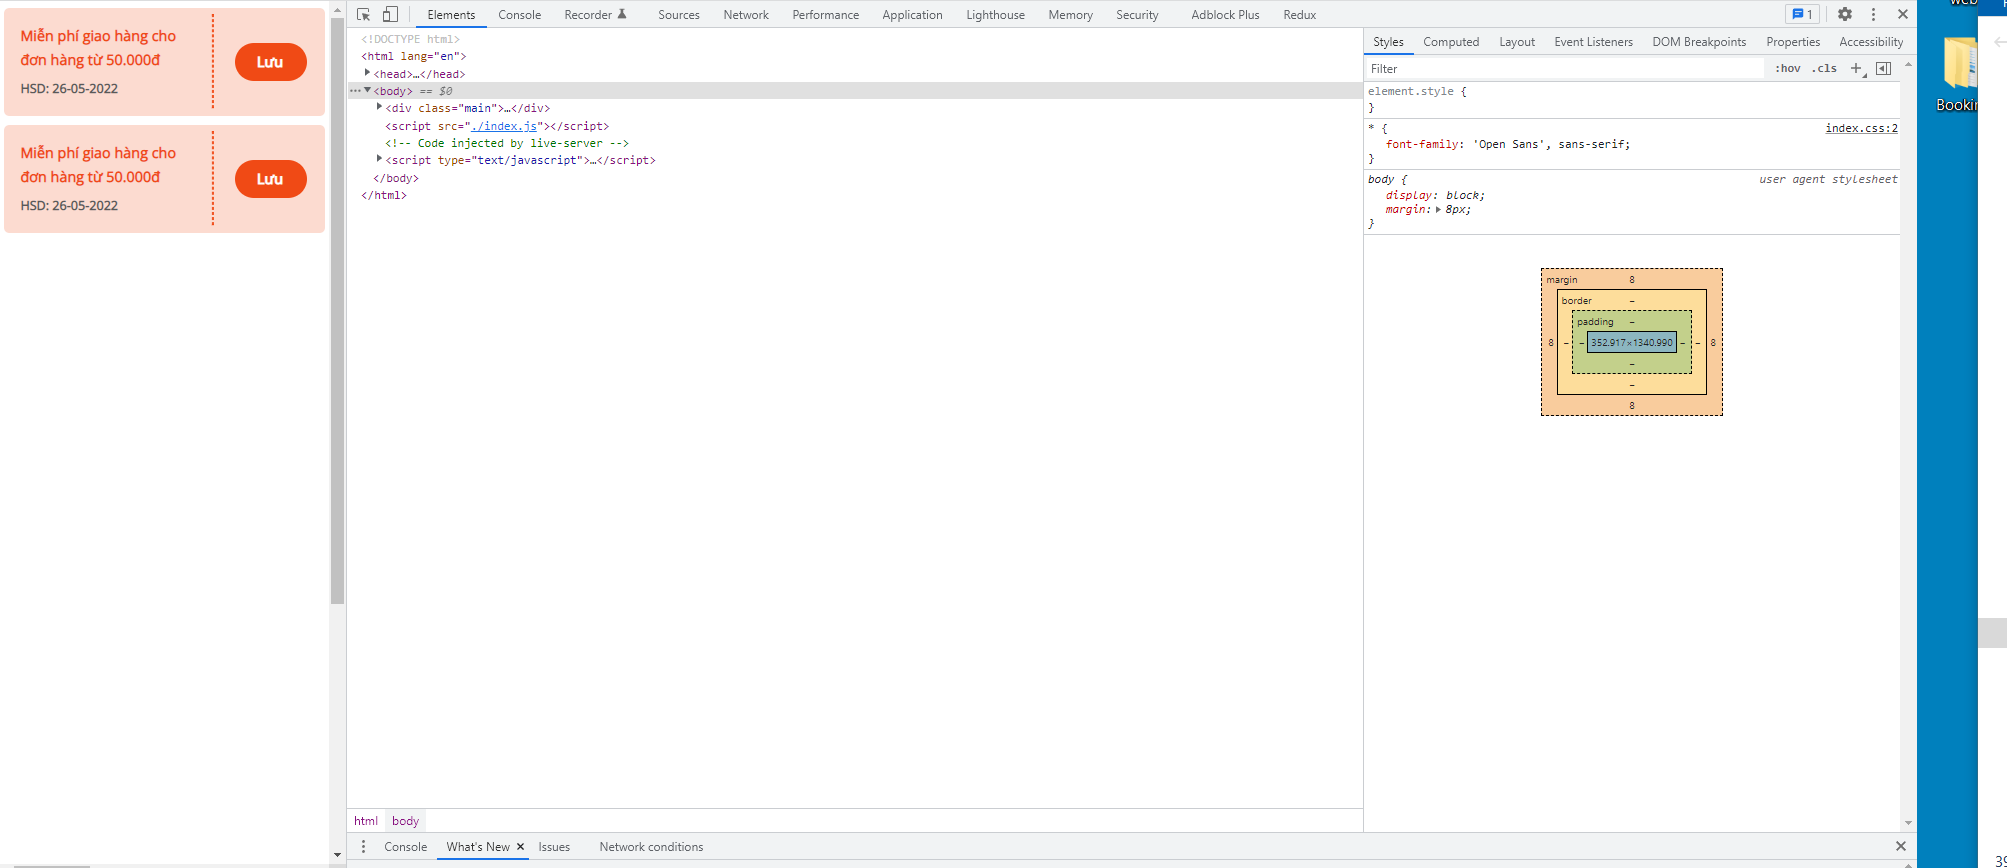 Miễn phí giao hàng cho
đơn hàng từ 50.000đ
HSD: 26-05-2022
Lưu
Miễn phí giao hàng cho
đơn hàng từ 50.000đ
HSD: 26-05-2022
Lưu
Elements Console Recorder Sources Network Performance Application Lighthouse Memory Security Adblock Plus Redux 1
<!DOCTYPE html>
<html lang="en">
<head>…</head>
<body> == $0
<div class="main">…</div>
<script src="./index.js"></script>
<!-- Code injected by live-server -->
<script type="text/javascript">…</script>
</body>
</html>
html body
Styles Computed Layout Event Listeners DOM Breakpoints Properties Accessibility
Filter :hov .cls
element.style {
}
* { index.css:2
font-family: 'Open Sans', sans-serif;
}
body { user agent stylesheet
display: block;
margin: 8px;
}
margin 8
border –
padding –
8 – – 352.917×1340.990 – – 8
–
–
8
Console What's New Issues Network conditions